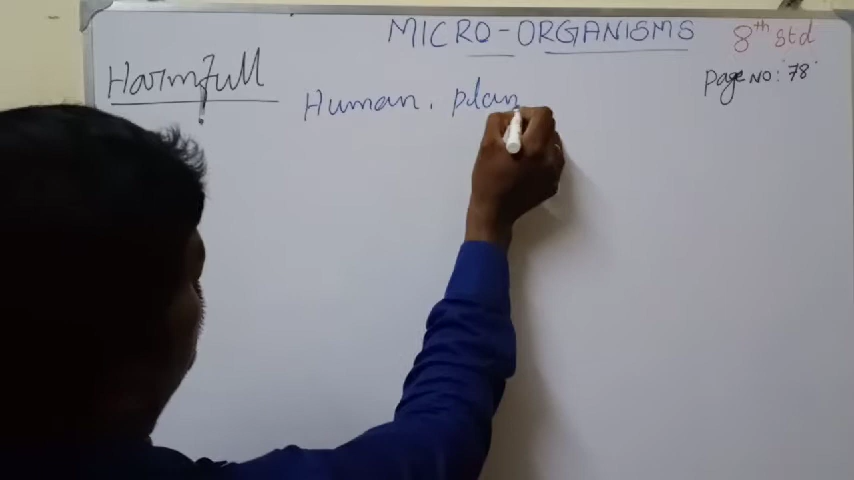 MICRO-ORGANISMS 8th std
Harmfull
Page NO: "78"
Human. plan